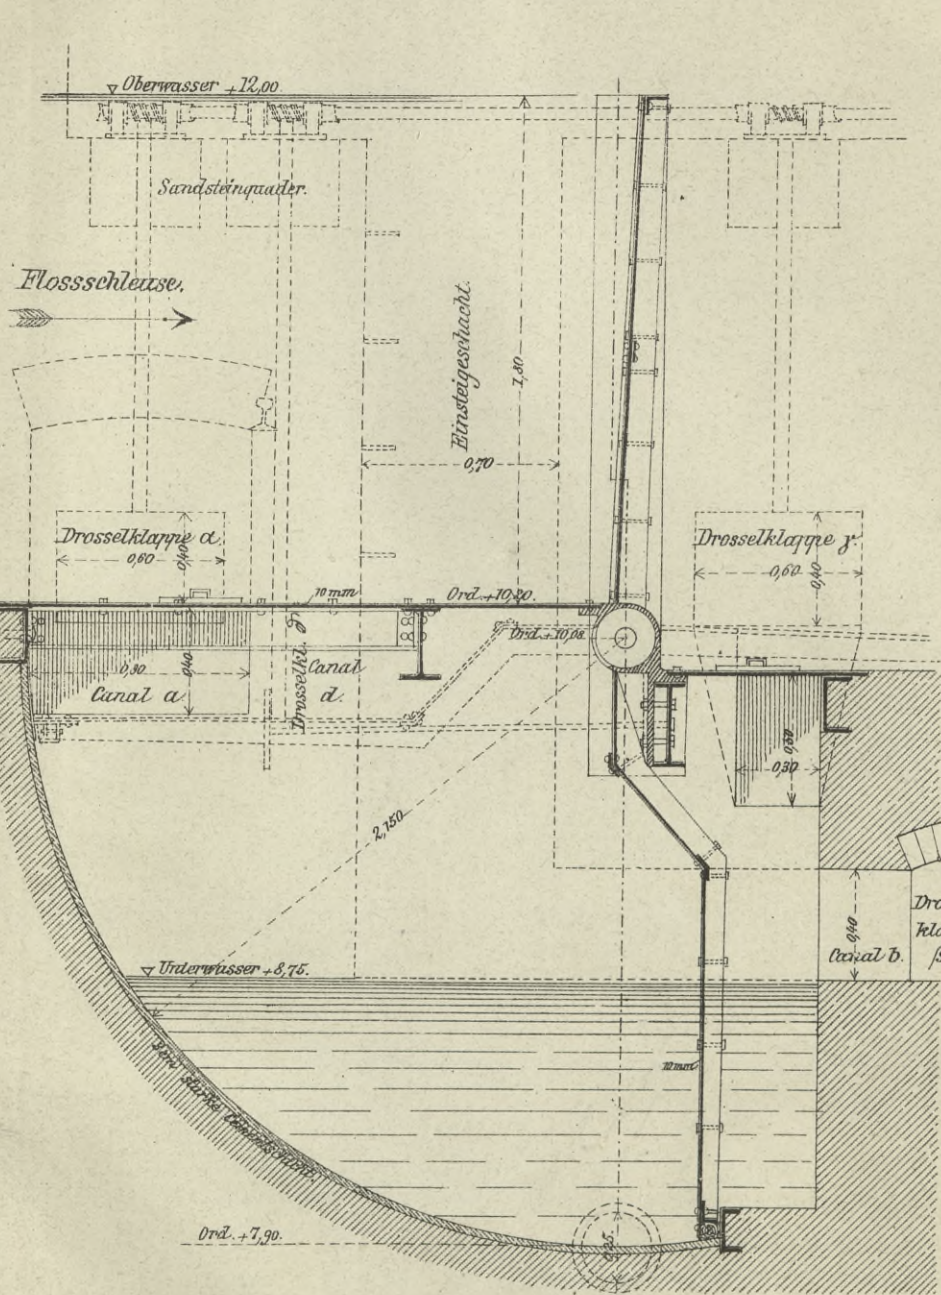 Oberwasser +12,00.
Sandsteinquader.
Flossschleuse.
Einsteigeschacht.
1,80
0,70
Drosselklappe α.
0,60
0,40
Drosselklappe γ.
0,60
0,40
10 mm
Ord. +10,20.
Ord. +10,08.
0,90
0,40
Canal a.
Drosselkl. δ
Canal
d.
0,30
2,150
0,40
Canal b.
Unterwasser +8,75.
10 mm
starke Cementschicht.
Ord. +7,90.
0,25